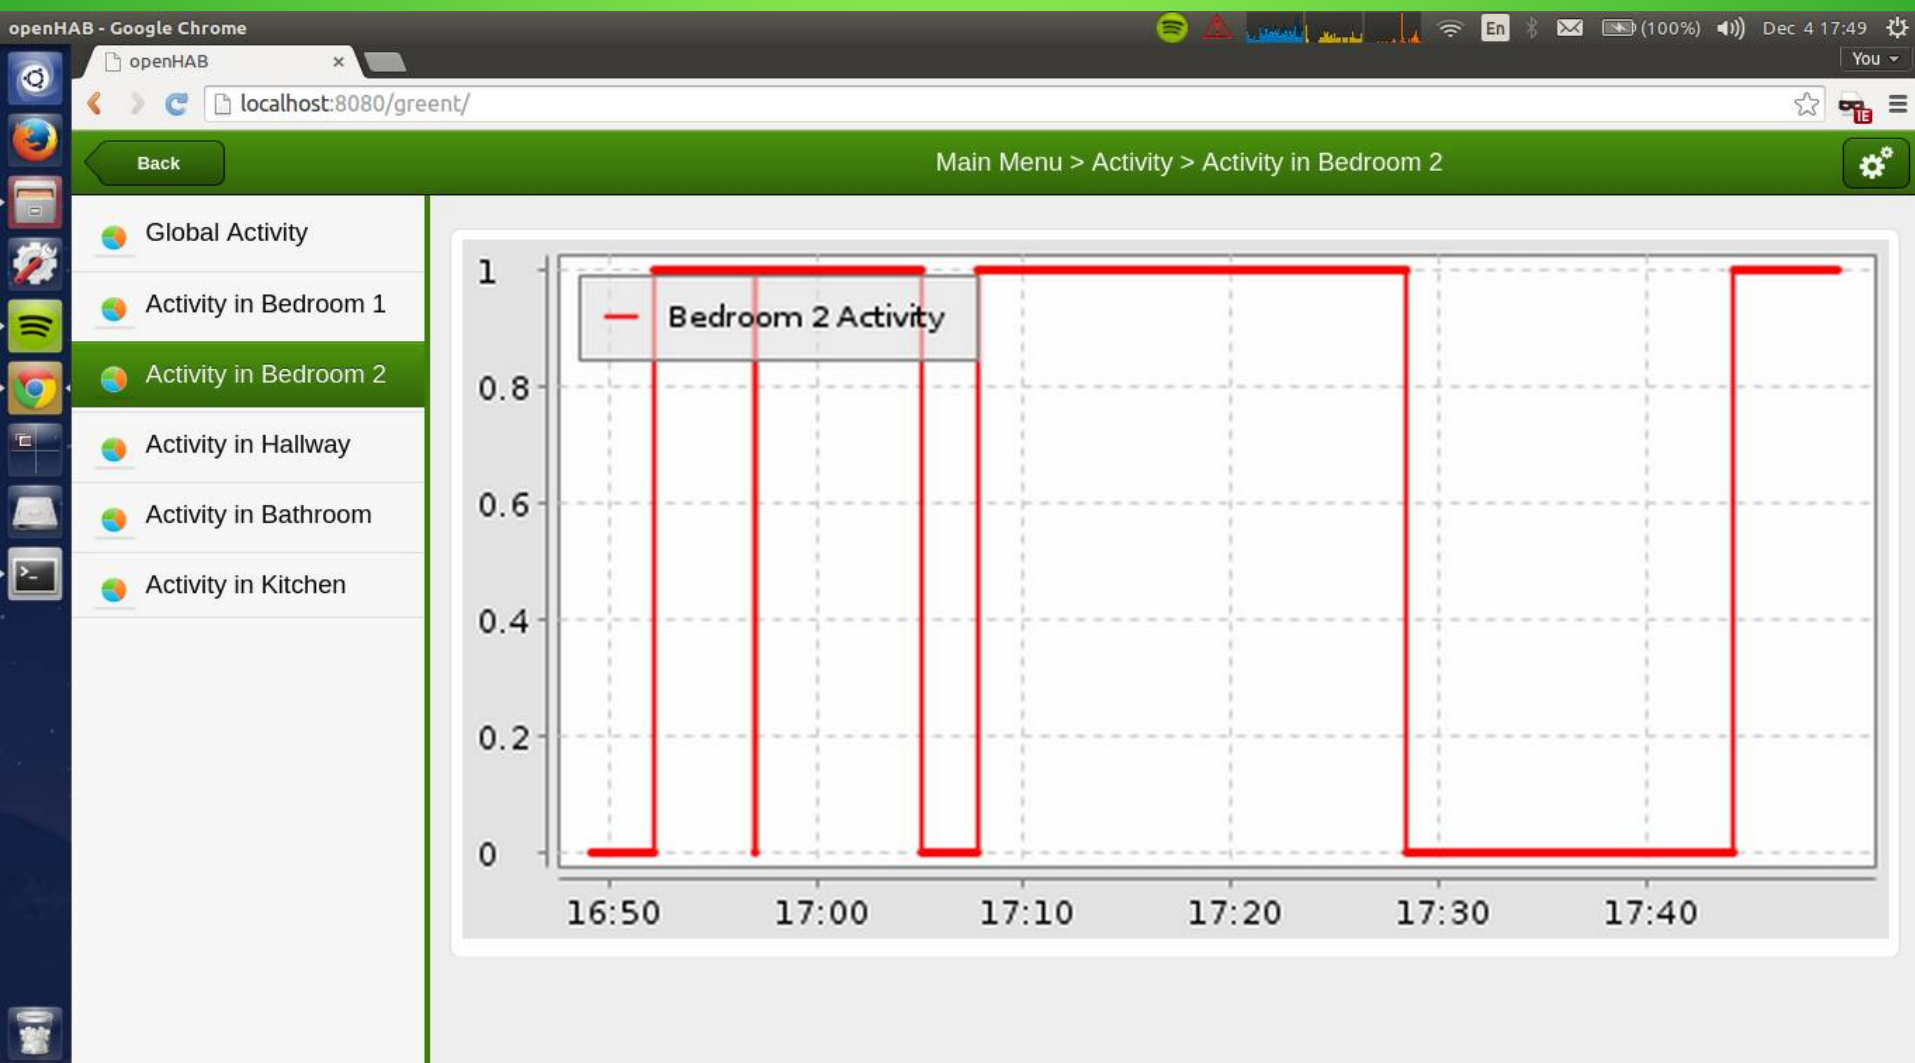 openHAB - Google Chrome
En
(100%)
Dec 4 17:49
openHAB
×
You
localhost:8080/greent/
IE
Back
Main Menu > Activity > Activity in Bedroom 2
Global Activity
Activity in Bedroom 1
Activity in Bedroom 2
Activity in Hallway
Activity in Bathroom
Activity in Kitchen
Bedroom 2 Activity
1
0.8
0.6
0.4
0.2
0
16:50 17:00 17:10 17:20 17:30 17:40